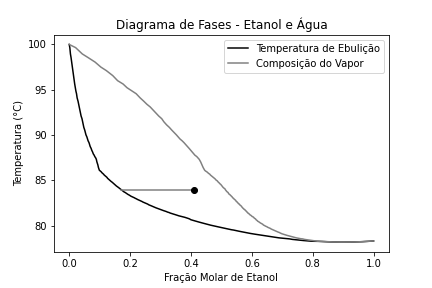 Diagrama de Fases - Etanol e Água
Temperatura de Ebulição
Composição do Vapor
Temperatura (°C)
100
95
90
85
80
0.0 0.2 0.4 0.6 0.8 1.0
Fração Molar de Etanol